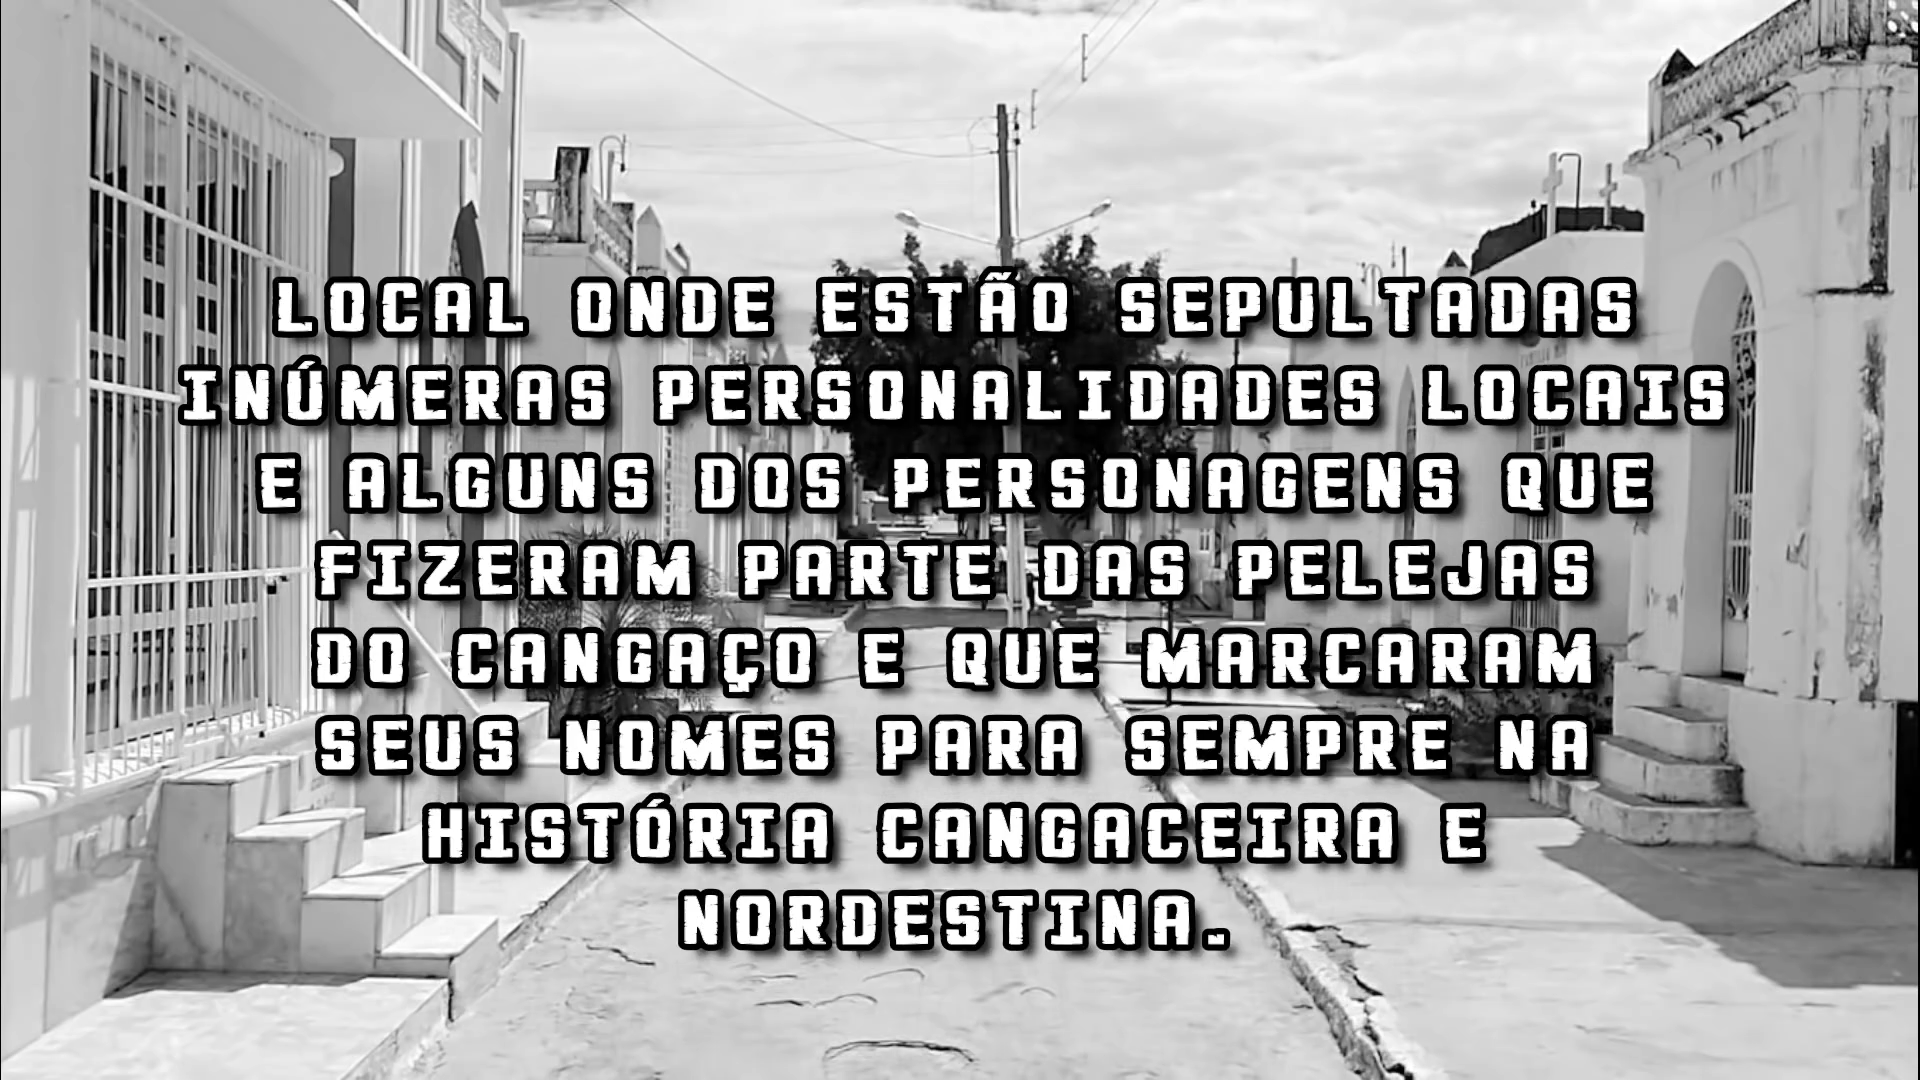 LOCAL ONDE ESTÃO SEPULTADAS
INÚMERAS PERSONALIDADES LOCAIS
E ALGUNS DOS PERSONAGENS QUE
FIZERAM PARTE DAS PELEJAS
DO CANGAÇO E QUE MARCARAM
SEUS NOMES PARA SEMPRE NA
HISTÓRIA CANGACEIRA E
NORDESTINA.